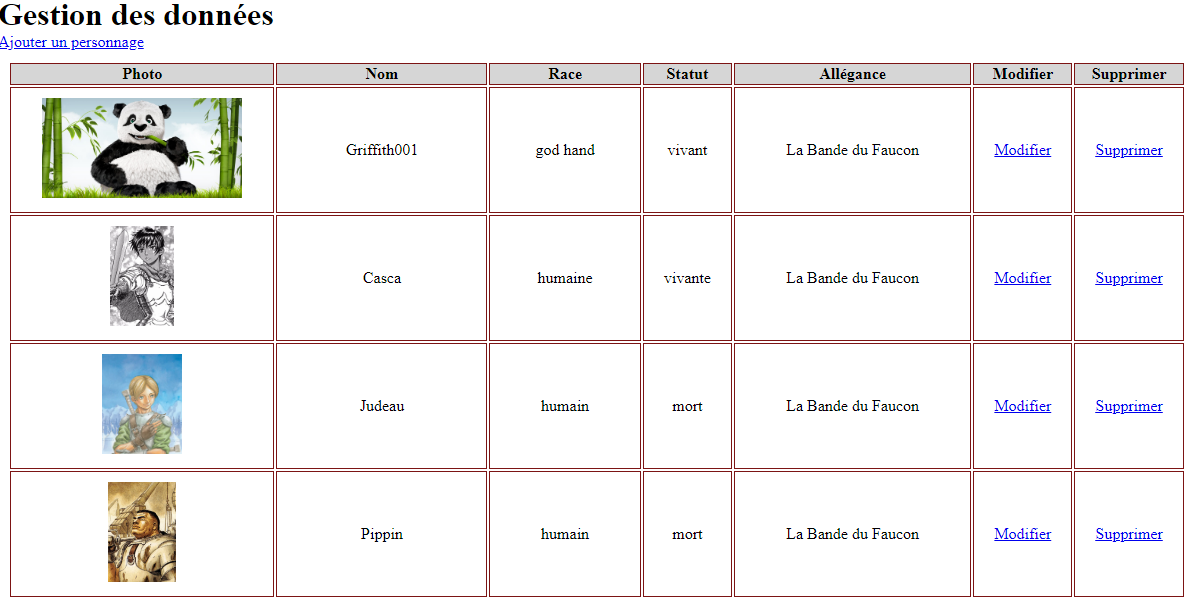 Gestion des données
Ajouter un personnage
Photo Nom Race Statut Allégance Modifier Supprimer
Griffith001 god hand vivant La Bande du Faucon Modifier Supprimer
Casca humaine vivante La Bande du Faucon Modifier Supprimer
Judeau humain mort La Bande du Faucon Modifier Supprimer
Pippin humain mort La Bande du Faucon Modifier Supprimer